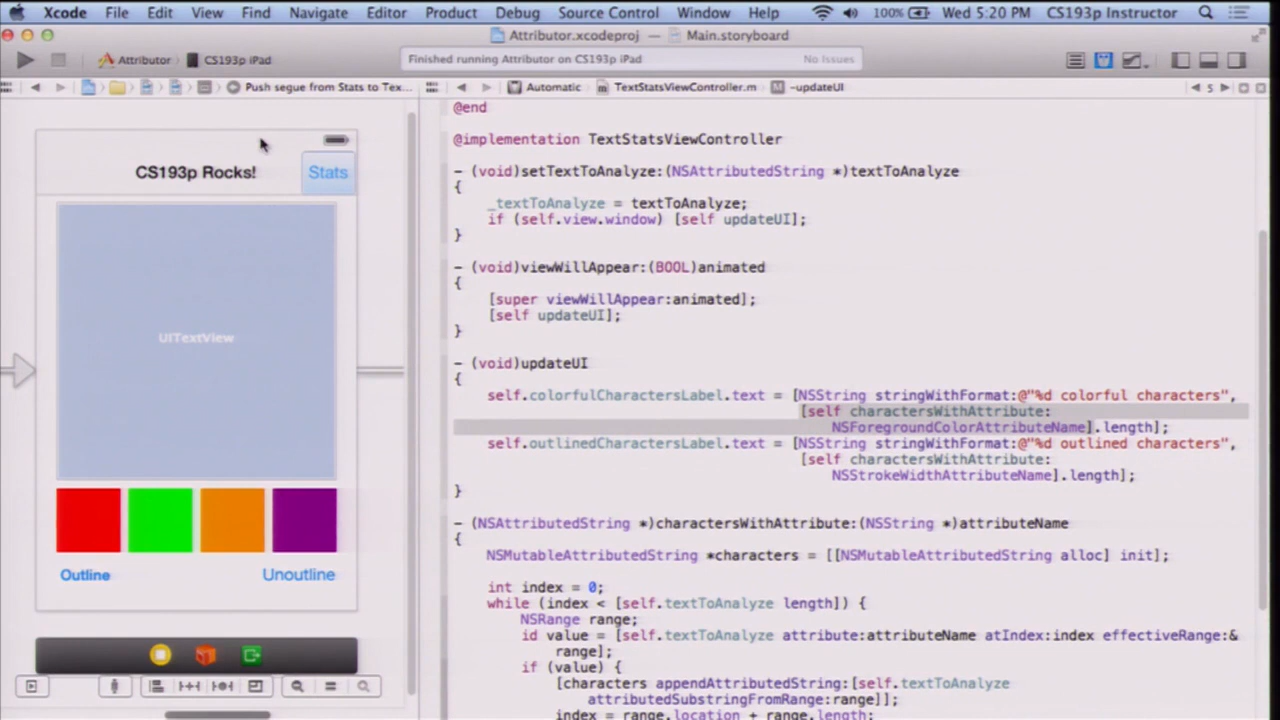 Xcode File Edit View Find Navigate Editor Product Debug Source Control Window Help 100% Wed 5:20 PM CS193p Instructor
Attributor.xcodeproj — Main.storyboard
Attributor CS193p iPad Finished running Attributor on CS193p iPad No Issues
Push segue from Stats to Tex... Automatic TextStatsViewController.m M -updateUI 5
@end
@implementation TextStatsViewController
- (void)setTextToAnalyze:(NSAttributedString *)textToAnalyze
{
_textToAnalyze = textToAnalyze;
if (self.view.window) [self updateUI];
}
- (void)viewWillAppear:(BOOL)animated
{
[super viewWillAppear:animated];
[self updateUI];
}
- (void)updateUI
{
self.colorfulCharactersLabel.text = [NSString stringWithFormat:@"%d colorful characters",
[self charactersWithAttribute:
NSForegroundColorAttributeName].length];
self.outlinedCharactersLabel.text = [NSString stringWithFormat:@"%d outlined characters",
[self charactersWithAttribute:
NSStrokeWidthAttributeName].length];
}
- (NSAttributedString *)charactersWithAttribute:(NSString *)attributeName
{
NSMutableAttributedString *characters = [[NSMutableAttributedString alloc] init];
int index = 0;
while (index < [self.textToAnalyze length]) {
NSRange range;
id value = [self.textToAnalyze attribute:attributeName atIndex:index effectiveRange:&
range];
if (value) {
[characters appendAttributedString:[self.textToAnalyze
attributedSubstringFromRange:range]];
index = range.location + range.length;
CS193p Rocks! Stats
UITextView
Outline Unoutline